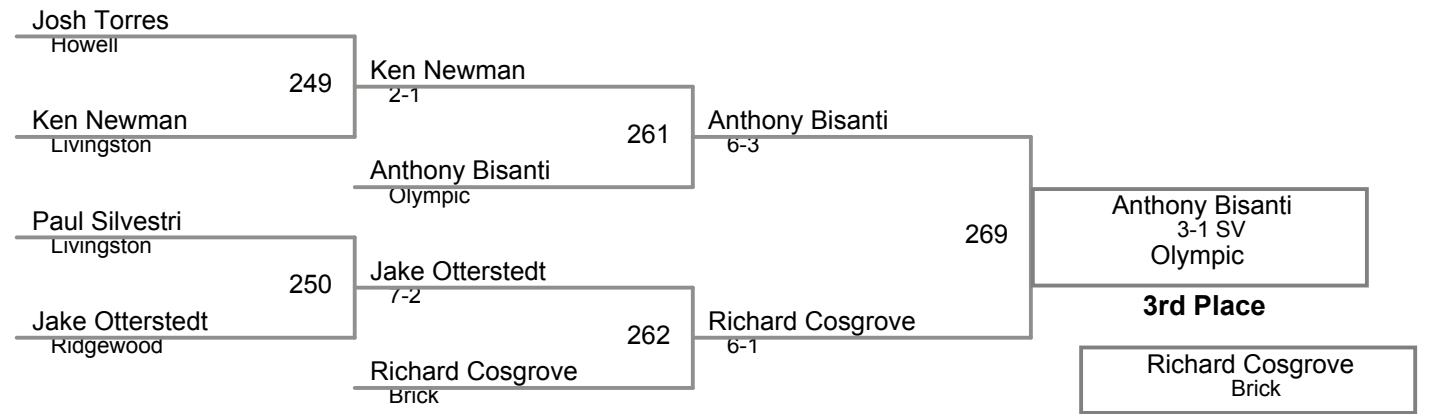 Josh Torres
Howell
249
Ken Newman
2-1
Ken Newman
Livingston
261
Anthony Bisanti
6-3
Anthony Bisanti
Olympic
Paul Silvestri
Livingston
269
Anthony Bisanti
3-1 SV
Olympic
3rd Place
250
Jake Otterstedt
7-2
Jake Otterstedt
Ridgewood
262
Richard Cosgrove
6-1
Richard Cosgrove
Brick
Richard Cosgrove
Brick